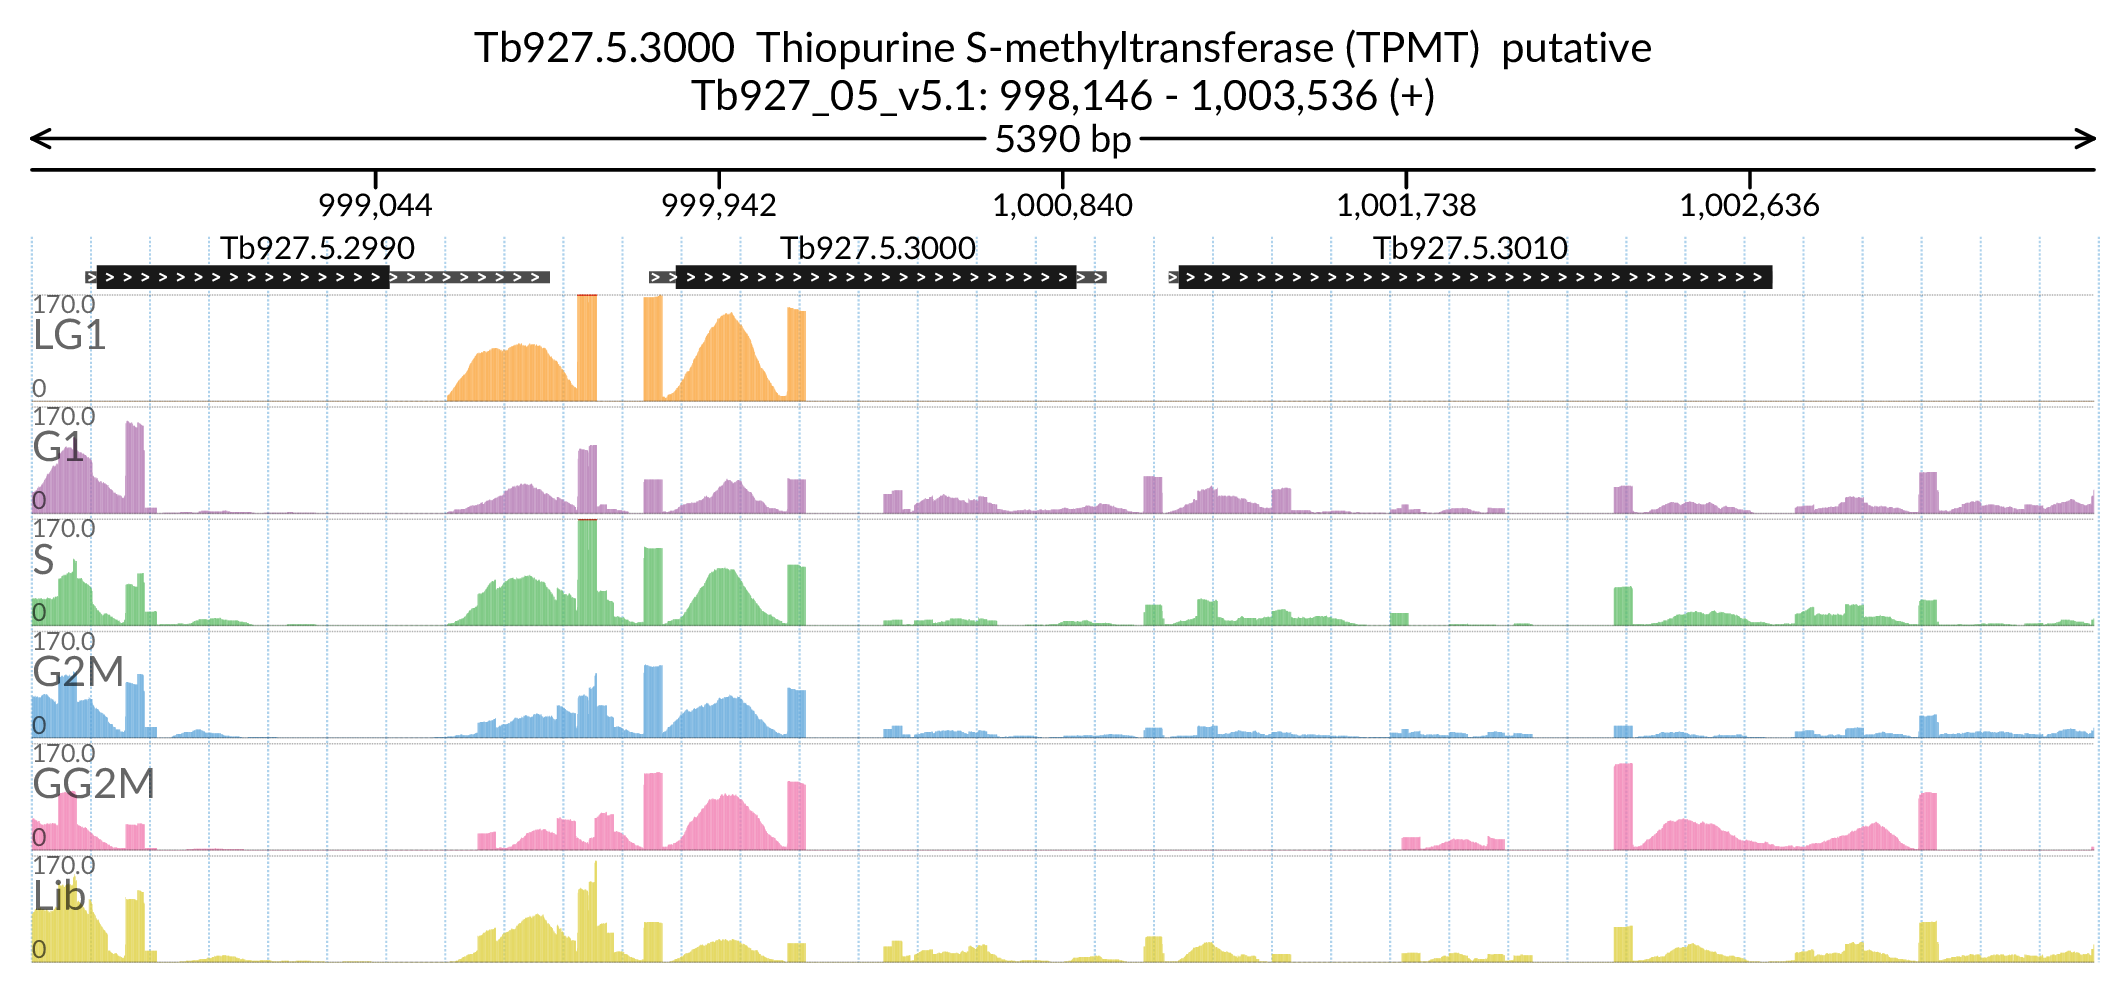 Tb927.5.3000 Thiopurine S-methyltransferase (TPMT) putative
Tb927_05_v5.1: 998,146 - 1,003,536 (+)
5390 bp
999,044 999,942 1,000,840 1,001,738 1,002,636
Tb927.5.2990 Tb927.5.3000 Tb927.5.3010
170.0
LG1
0
170.0
G1
0
170.0
S
0
170.0
G2M
0
170.0
GG2M
0
170.0
Lib
0